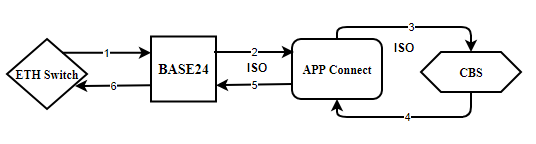 3
ISO
1
2
ETH Switch
BASE24
ISO
APP Connect
CBS
6
5
4